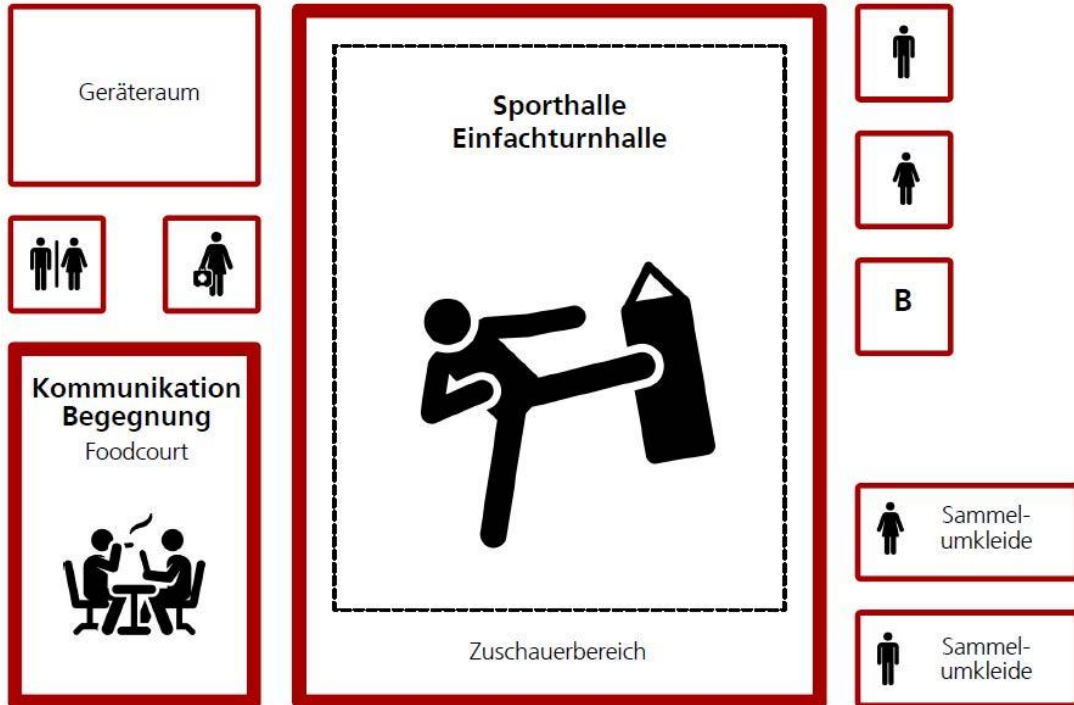 Geräteraum
Sporthalle
Einfachturnhalle
B
Kommunikation
Begegnung
Foodcourt
Zuschauerbereich
Sammel-
umkleide
Sammel-
umkleide